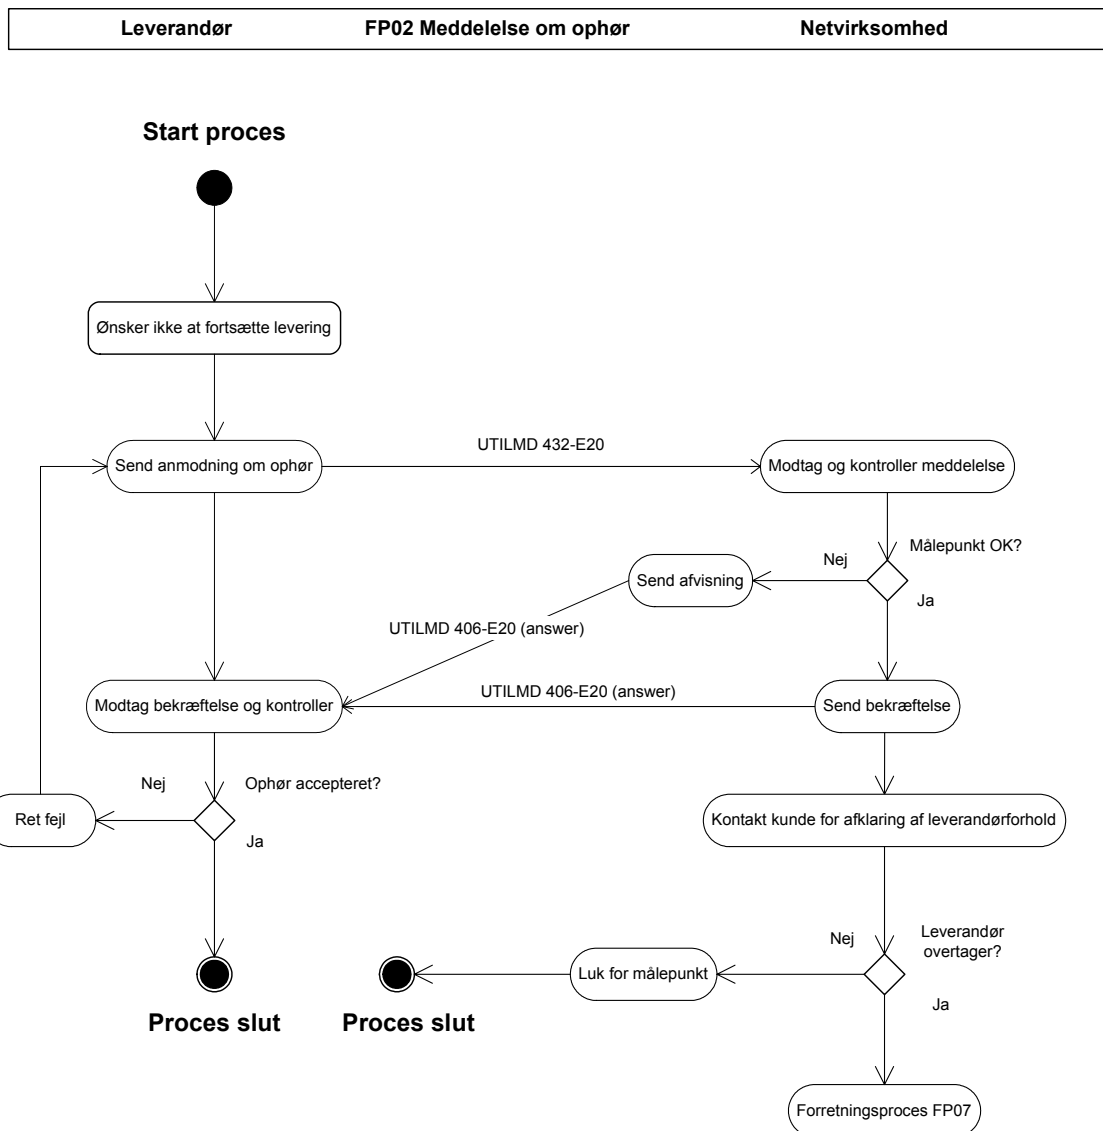 Leverandør FP02 Meddelelse om ophør Netvirksomhed
Start proces
Ønsker ikke at fortsætte levering
UTILMD 432-E20
Send anmodning om ophør
Modtag og kontroller meddelelse
Målepunkt OK?
Nej
Send afvisning
Ja
UTILMD 406-E20 (answer)
UTILMD 406-E20 (answer)
Modtag bekræftelse og kontroller
Send bekræftelse
Nej
Ophør accepteret?
Ret fejl
Kontakt kunde for afklaring af leverandørforhold
Ja
Nej
Leverandør
overtager?
Luk for målepunkt
Ja
Proces slut
Proces slut
Forretningsproces FP07